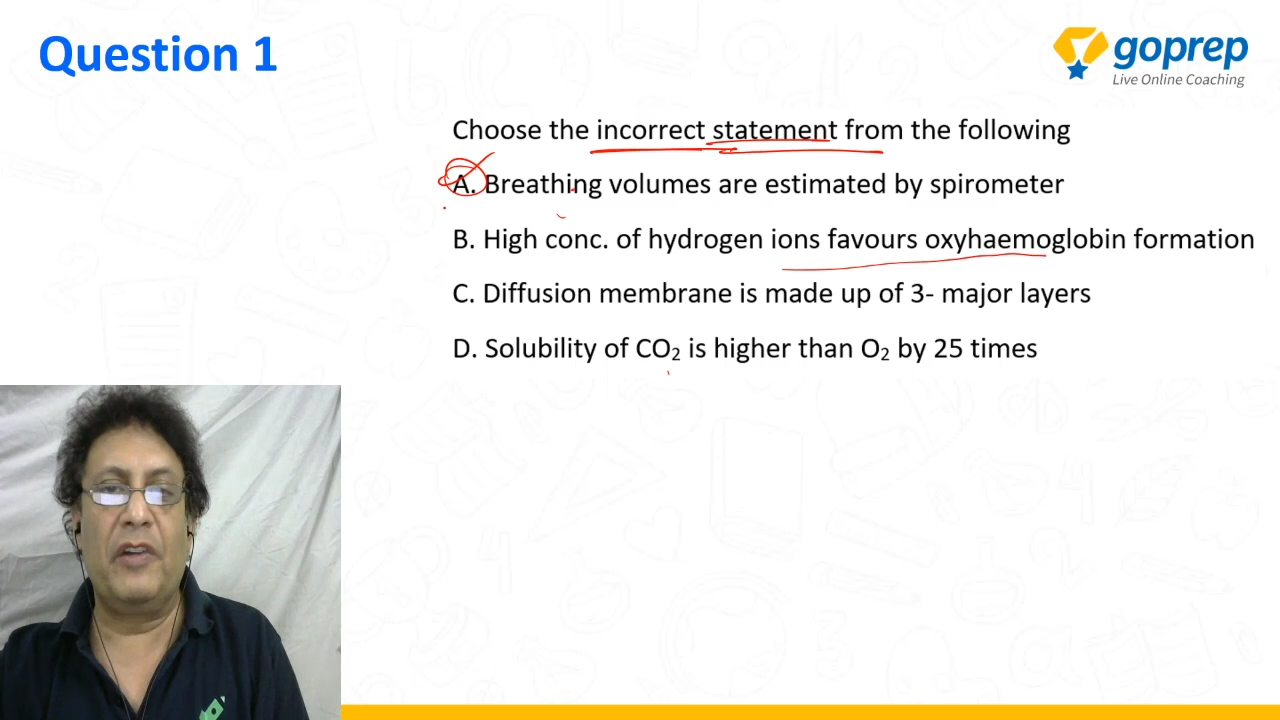 Question 1
goprep
Live Online Coaching
Choose the incorrect statement from the following
A. Breathing volumes are estimated by spirometer
B. High conc. of hydrogen ions favours oxyhaemoglobin formation
C. Diffusion membrane is made up of 3- major layers
D. Solubility of CO₂ is higher than O₂ by 25 times